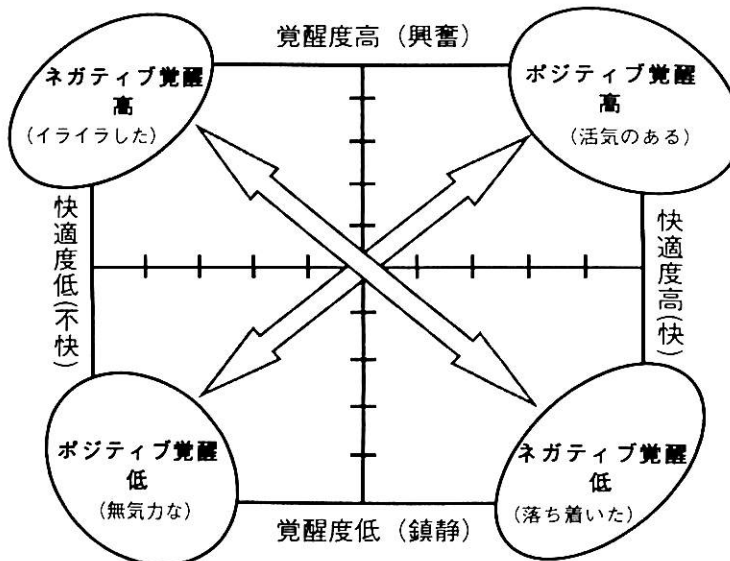 覚醒度高（興奮）
ネガティブ覚醒
高
（イライラした）
ポジティブ覚醒
高
（活気のある）
快適度低(不快)
快適度高(快)
ポジティブ覚醒
低
（無気力な）
ネガティブ覚醒
低
（落ち着いた）
覚醒度低（鎮静）